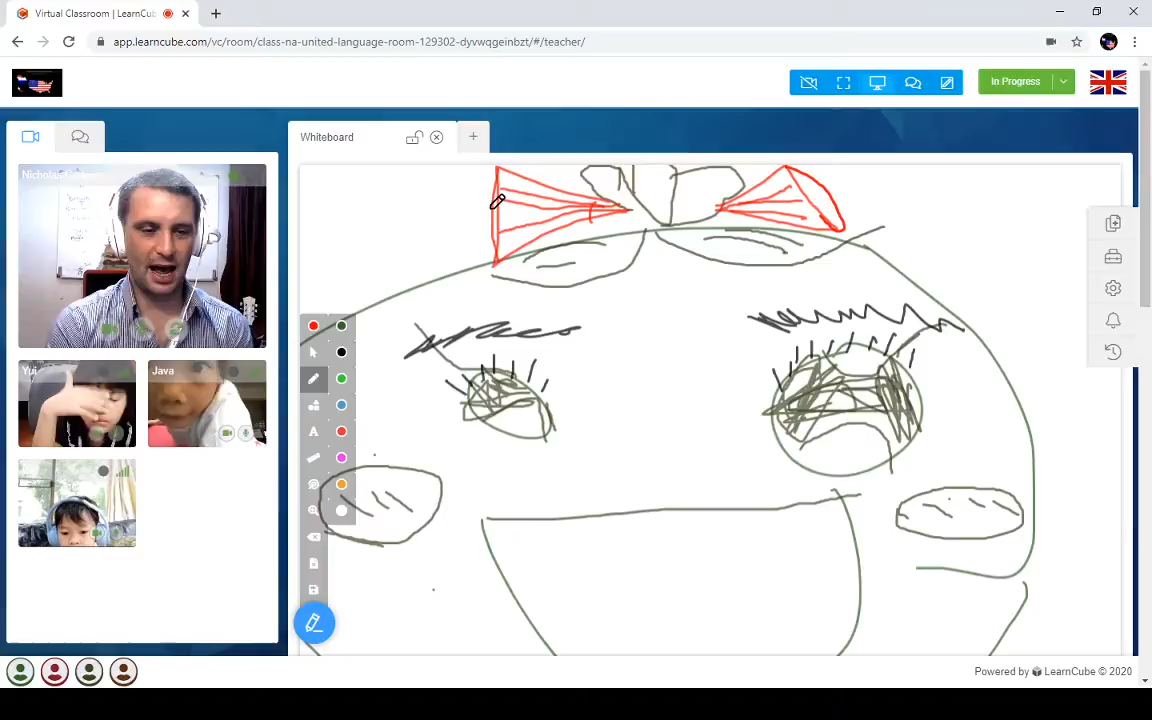 Virtual Classroom | LearnCub
app.learncube.com/vc/room/class-na-united-language-room-129302-dyvwqgeinbzt/#/teacher/
In Progress
Whiteboard
Yui
Java
A
Powered by LearnCube © 2020